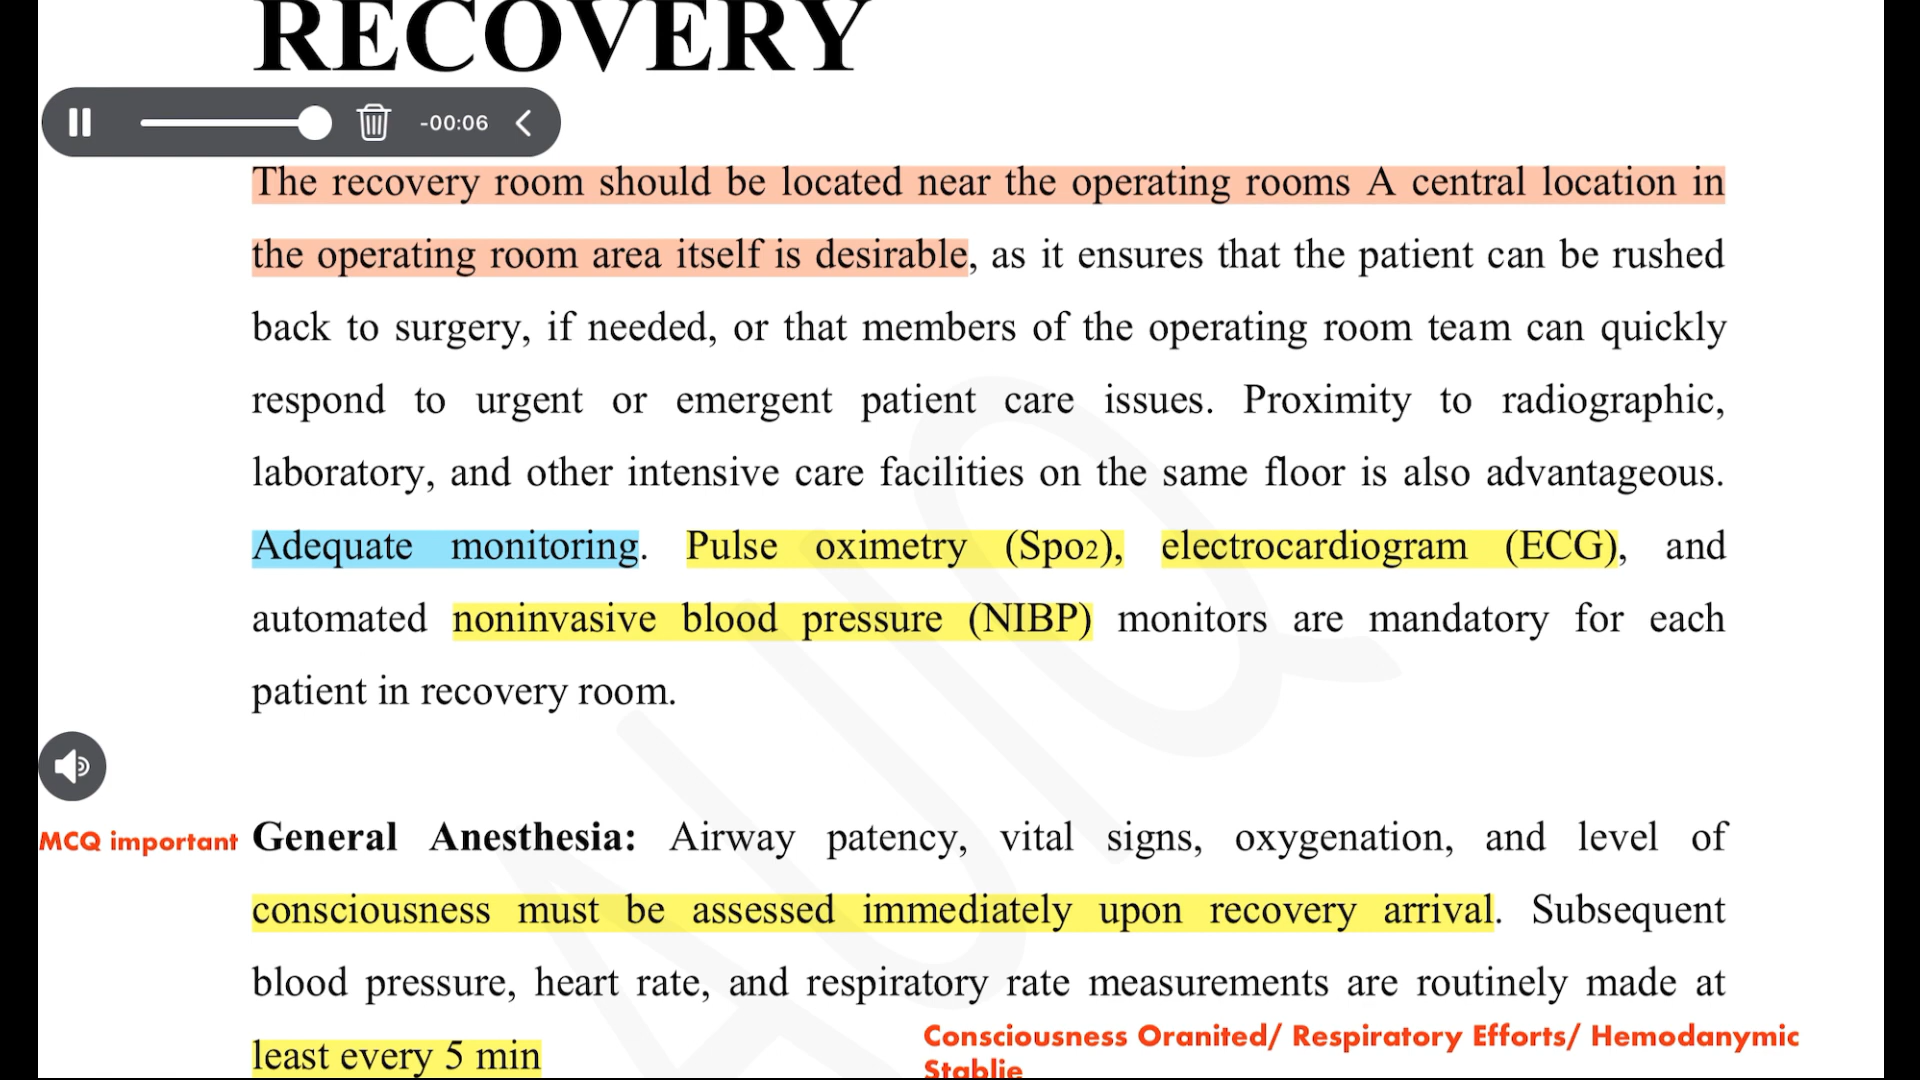 RECOVERY
-00:06
The recovery room should be located near the operating rooms A central location in
the operating room area itself is desirable, as it ensures that the patient can be rushed
back to surgery, if needed, or that members of the operating room team can quickly
respond to urgent or emergent patient care issues. Proximity to radiographic,
laboratory, and other intensive care facilities on the same floor is also advantageous.
Adequate monitoring. Pulse oximetry (Spo2), electrocardiogram (ECG), and
automated noninvasive blood pressure (NIBP) monitors are mandatory for each
patient in recovery room.
MCQ important
General Anesthesia: Airway patency, vital signs, oxygenation, and level of
consciousness must be assessed immediately upon recovery arrival. Subsequent
blood pressure, heart rate, and respiratory rate measurements are routinely made at
least every 5 min
Consciousness Oranited/ Respiratory Efforts/ Hemodanymic
Stablie